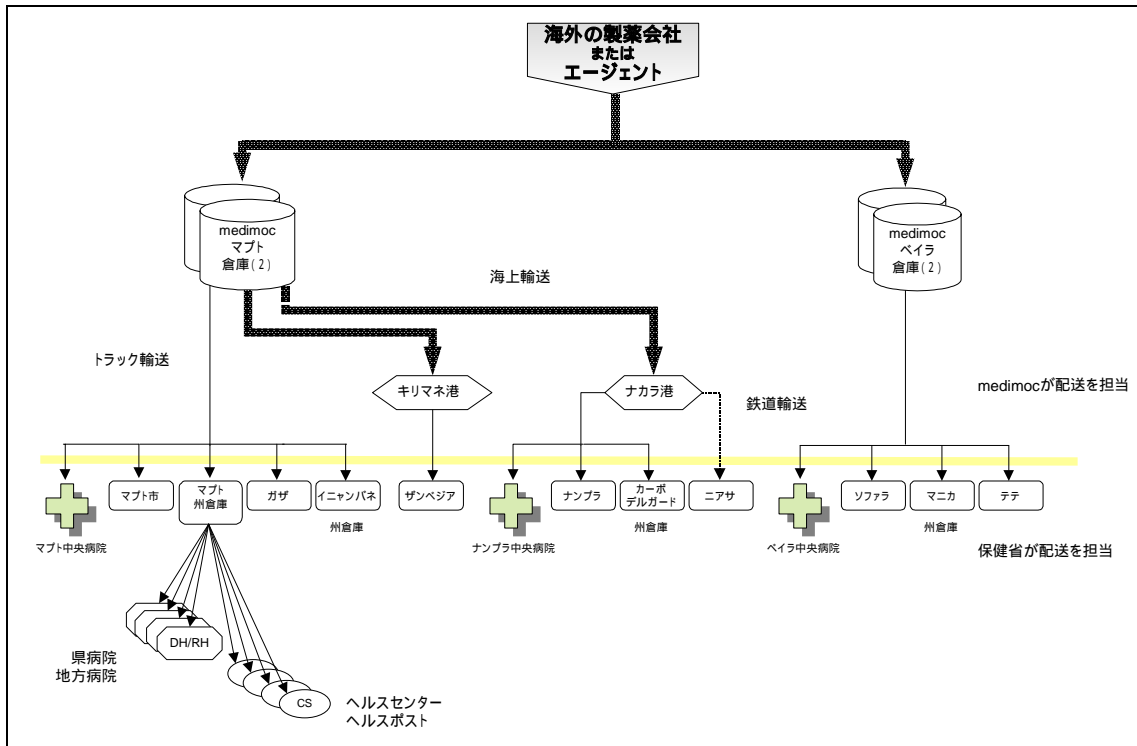 海外の製薬会社
または
エージェント
medimoc
マプト
倉庫(2)
medimoc
ベイラ
倉庫(2)
海上輸送
トラック輸送
キリマネ港
ナカラ港
鉄道輸送
medimocが配送を担当
マプト市
マプト
州倉庫
ガザ
イニャンバネ
ザンベジア
ナンプラ
カーボ
デルガード
ニアサ
ソファラ
マニカ
テテ
マプト中央病院
州倉庫
ナンプラ中央病院
州倉庫
ベイラ中央病院
州倉庫
保健省が配送を担当
DH/RH
県病院
地方病院
CS
ヘルスセンター
ヘルスポスト